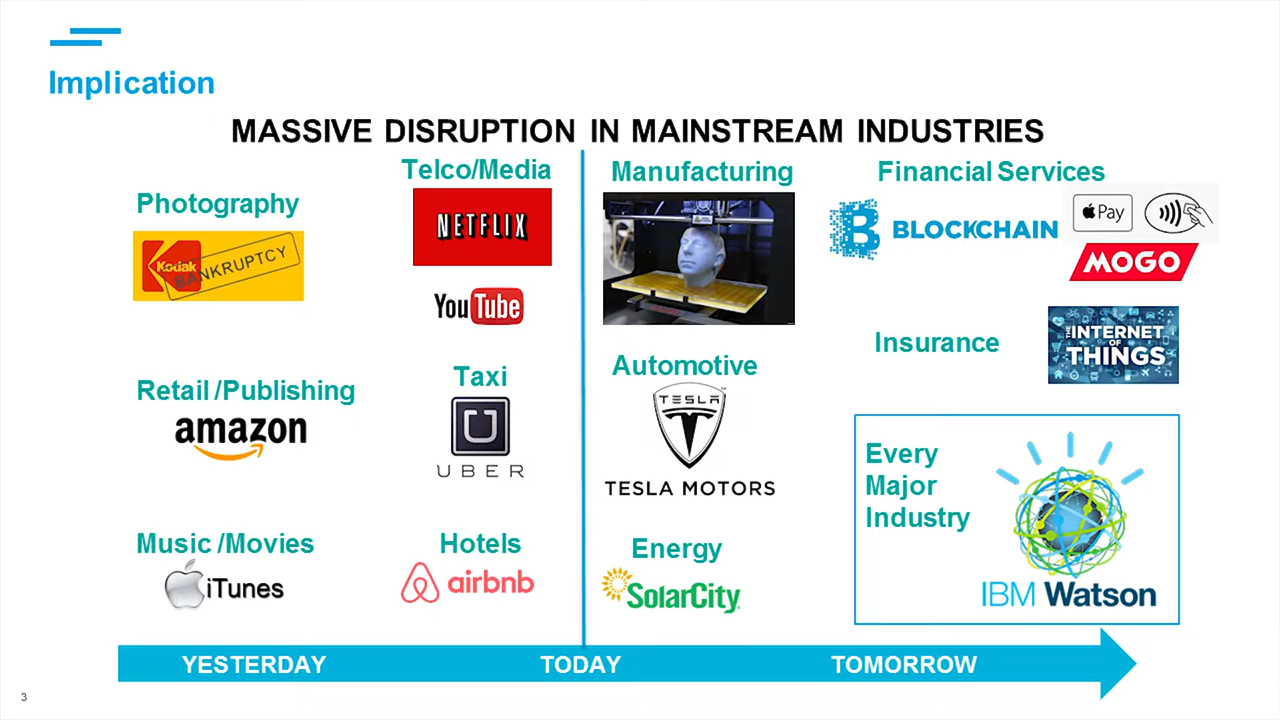 Implication
MASSIVE DISRUPTION IN MAINSTREAM INDUSTRIES
Photography
Kodak
BANKRUPTCY
Retail /Publishing
amazon
Music /Movies
iTunes
Telco/Media
NETFLIX
YouTube
Taxi
UBER
Hotels
airbnb
Manufacturing
Automotive
TESLA
TESLA MOTORS
Energy
SolarCity
Financial Services
BLOCKCHAIN
Pay
MOGO
Insurance
THE
INTERNET
OF
THINGS
Every
Major
Industry
IBM Watson
YESTERDAY TODAY TOMORROW
3